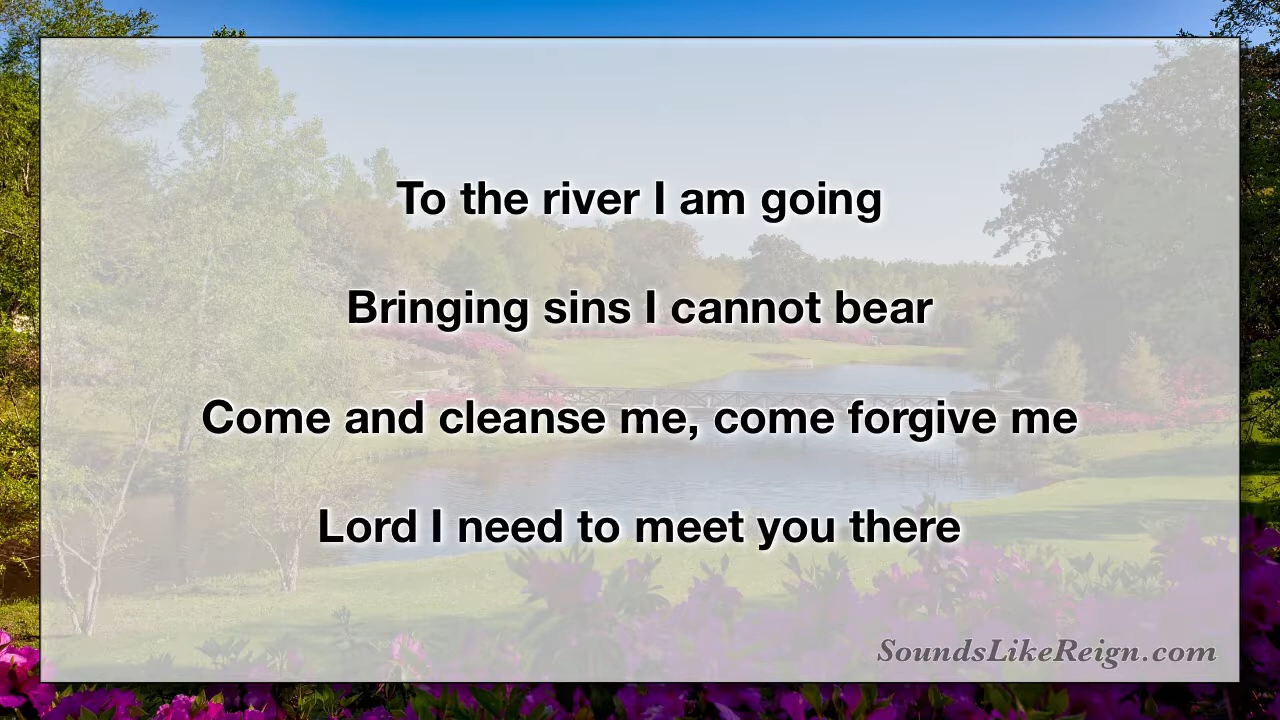 To the river I am going
Bringing sins I cannot bear
Come and cleanse me, come forgive me
Lord I need to meet you there
SoundsLikeReign.com